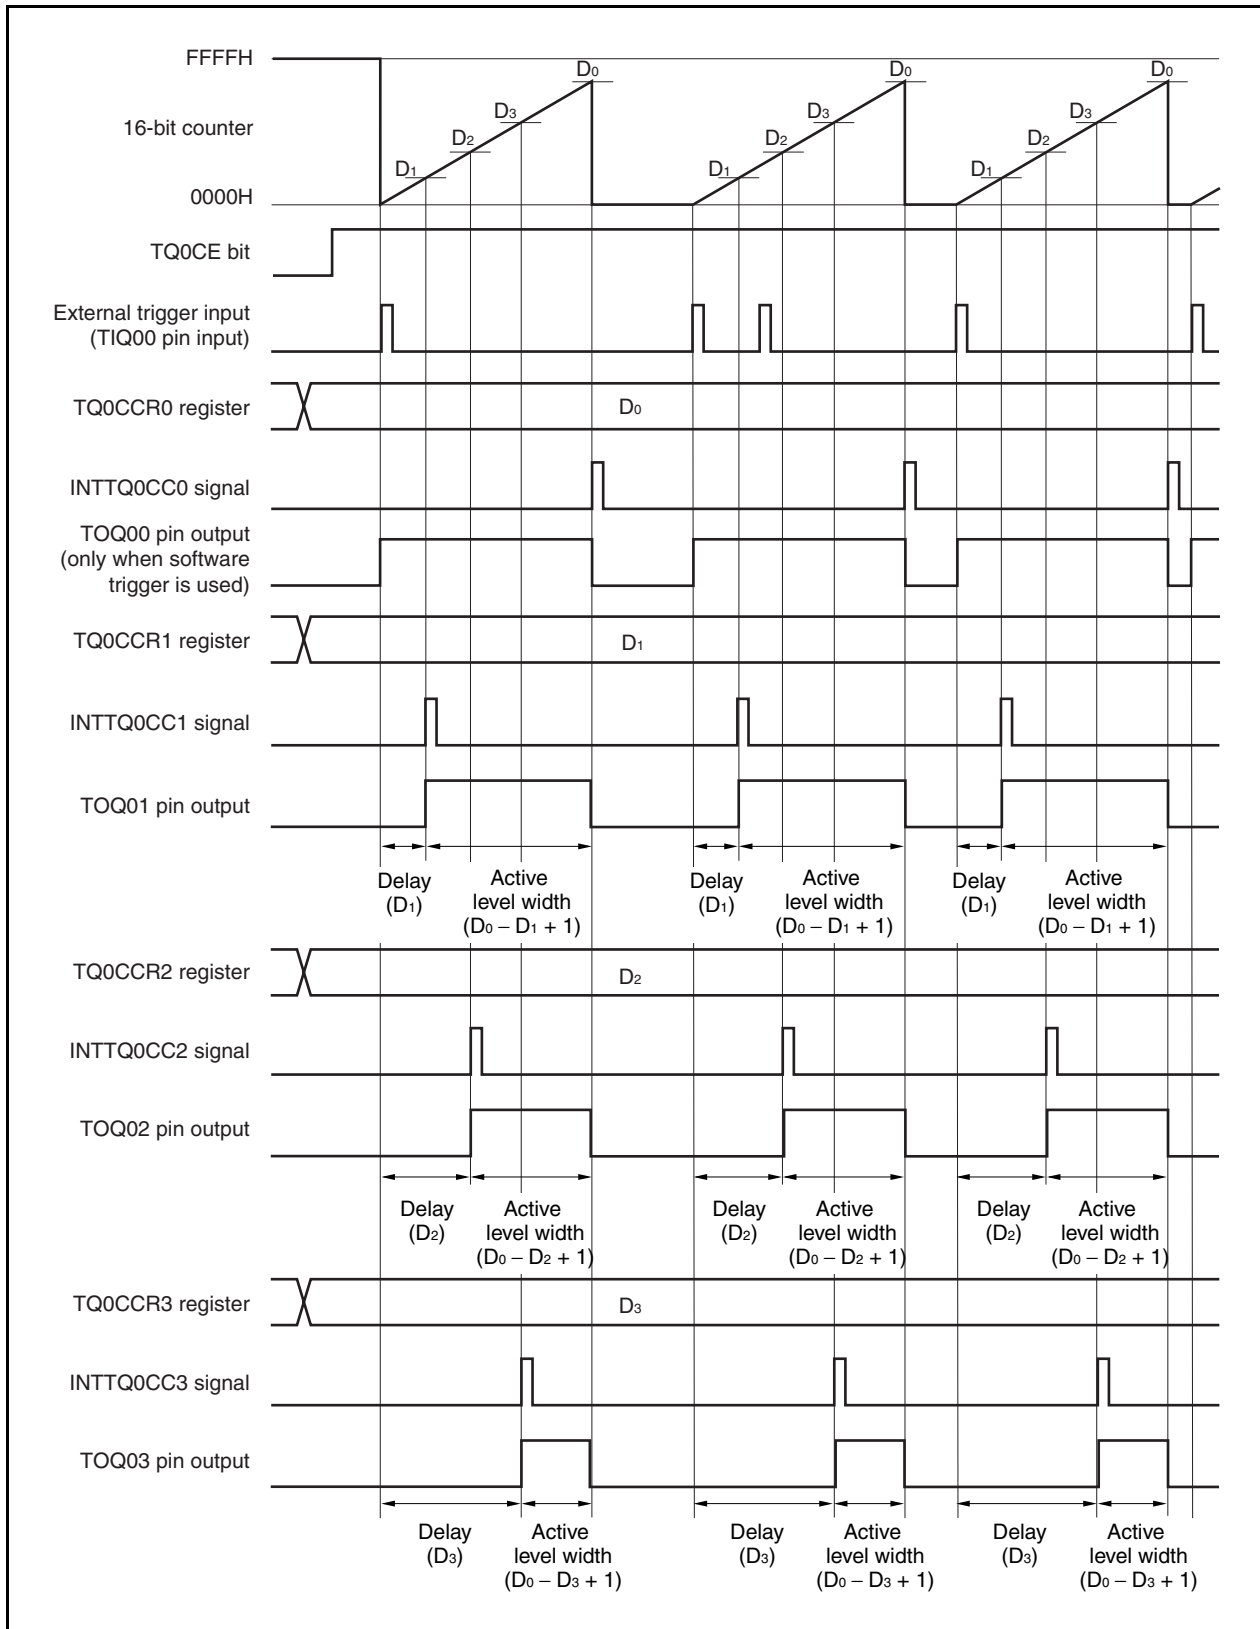 FFFFH
D0 D0 D0
D3 D3 D3
16-bit counter
D2 D2 D2
D1 D1 D1
0000H
TQ0CE bit
External trigger input
(TIQ00 pin input)
TQ0CCR0 register
D0
INTTQ0CC0 signal
TOQ00 pin output
(only when software
trigger is used)
TQ0CCR1 register
D1
INTTQ0CC1 signal
TOQ01 pin output
Delay
(D1)
Active
level width
(D0 – D1 + 1)
Delay
(D1)
Active
level width
(D0 – D1 + 1)
Delay
(D1)
Active
level width
(D0 – D1 + 1)
TQ0CCR2 register
D2
INTTQ0CC2 signal
TOQ02 pin output
Delay
(D2)
Active
level width
(D0 – D2 + 1)
Delay
(D2)
Active
level width
(D0 – D2 + 1)
Delay
(D2)
Active
level width
(D0 – D2 + 1)
TQ0CCR3 register
D3
INTTQ0CC3 signal
TOQ03 pin output
Delay
(D3)
Active
level width
(D0 – D3 + 1)
Delay
(D3)
Active
level width
(D0 – D3 + 1)
Delay
(D3)
Active
level width
(D0 – D3 + 1)